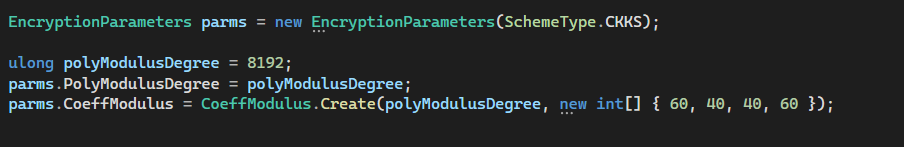 EncryptionParameters parms = new EncryptionParameters(SchemeType.CKKS);
ulong polyModulusDegree = 8192;
parms.PolyModulusDegree = polyModulusDegree;
parms.CoeffModulus = CoeffModulus.Create(polyModulusDegree, new int[] { 60, 40, 40, 60 });